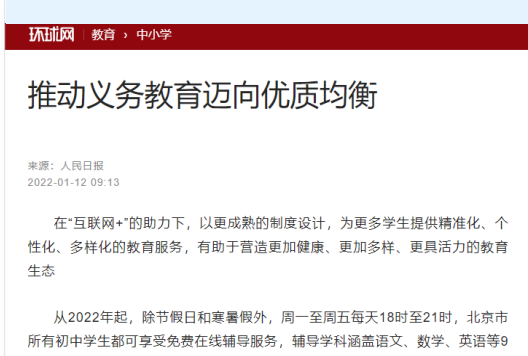 环球网 教育 › 中小学
推动义务教育迈向优质均衡
来源：人民日报
2022-01-12 09:13
在“互联网+”的助力下，以更成熟的制度设计，为更多学生提供精准化、个
性化、多样化的教育服务，有助于营造更加健康、更加多样、更具活力的教育
生态
从2022年起，除节假日和寒暑假外，周一至周五每天18时至21时，北京市
所有初中学生都可享受免费在线辅导服务，辅导学科涵盖语文、数学、英语等9